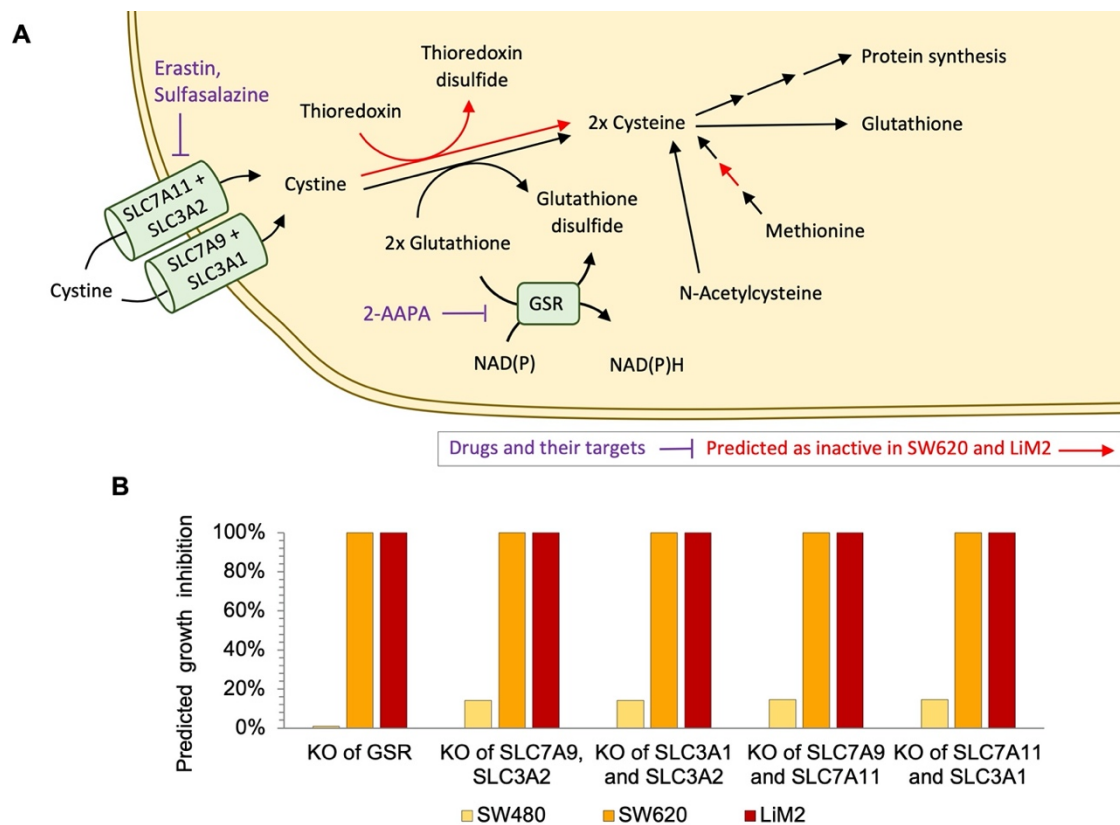 A
Erastin,
Sulfasalazine
SLC7A11 +
SLC3A2
SLC7A9 +
SLC3A1
Cystine
Cystine
Thioredoxin
Thioredoxin
disulfide
2x Cysteine
Protein synthesis
Glutathione
Methionine
N-Acetylcysteine
Glutathione
disulfide
2x Glutathione
2-AAPA
GSR
NAD(P)
NAD(P)H
Drugs and their targets
Predicted as inactive in SW620 and LiM2
B
Predicted growth inhibition
100%
80%
60%
40%
20%
0%
KO of GSR
KO of SLC7A9,
SLC3A2
KO of SLC3A1
and SLC3A2
KO of SLC7A9
and SLC7A11
KO of SLC7A11
and SLC3A1
SW480
SW620
LiM2